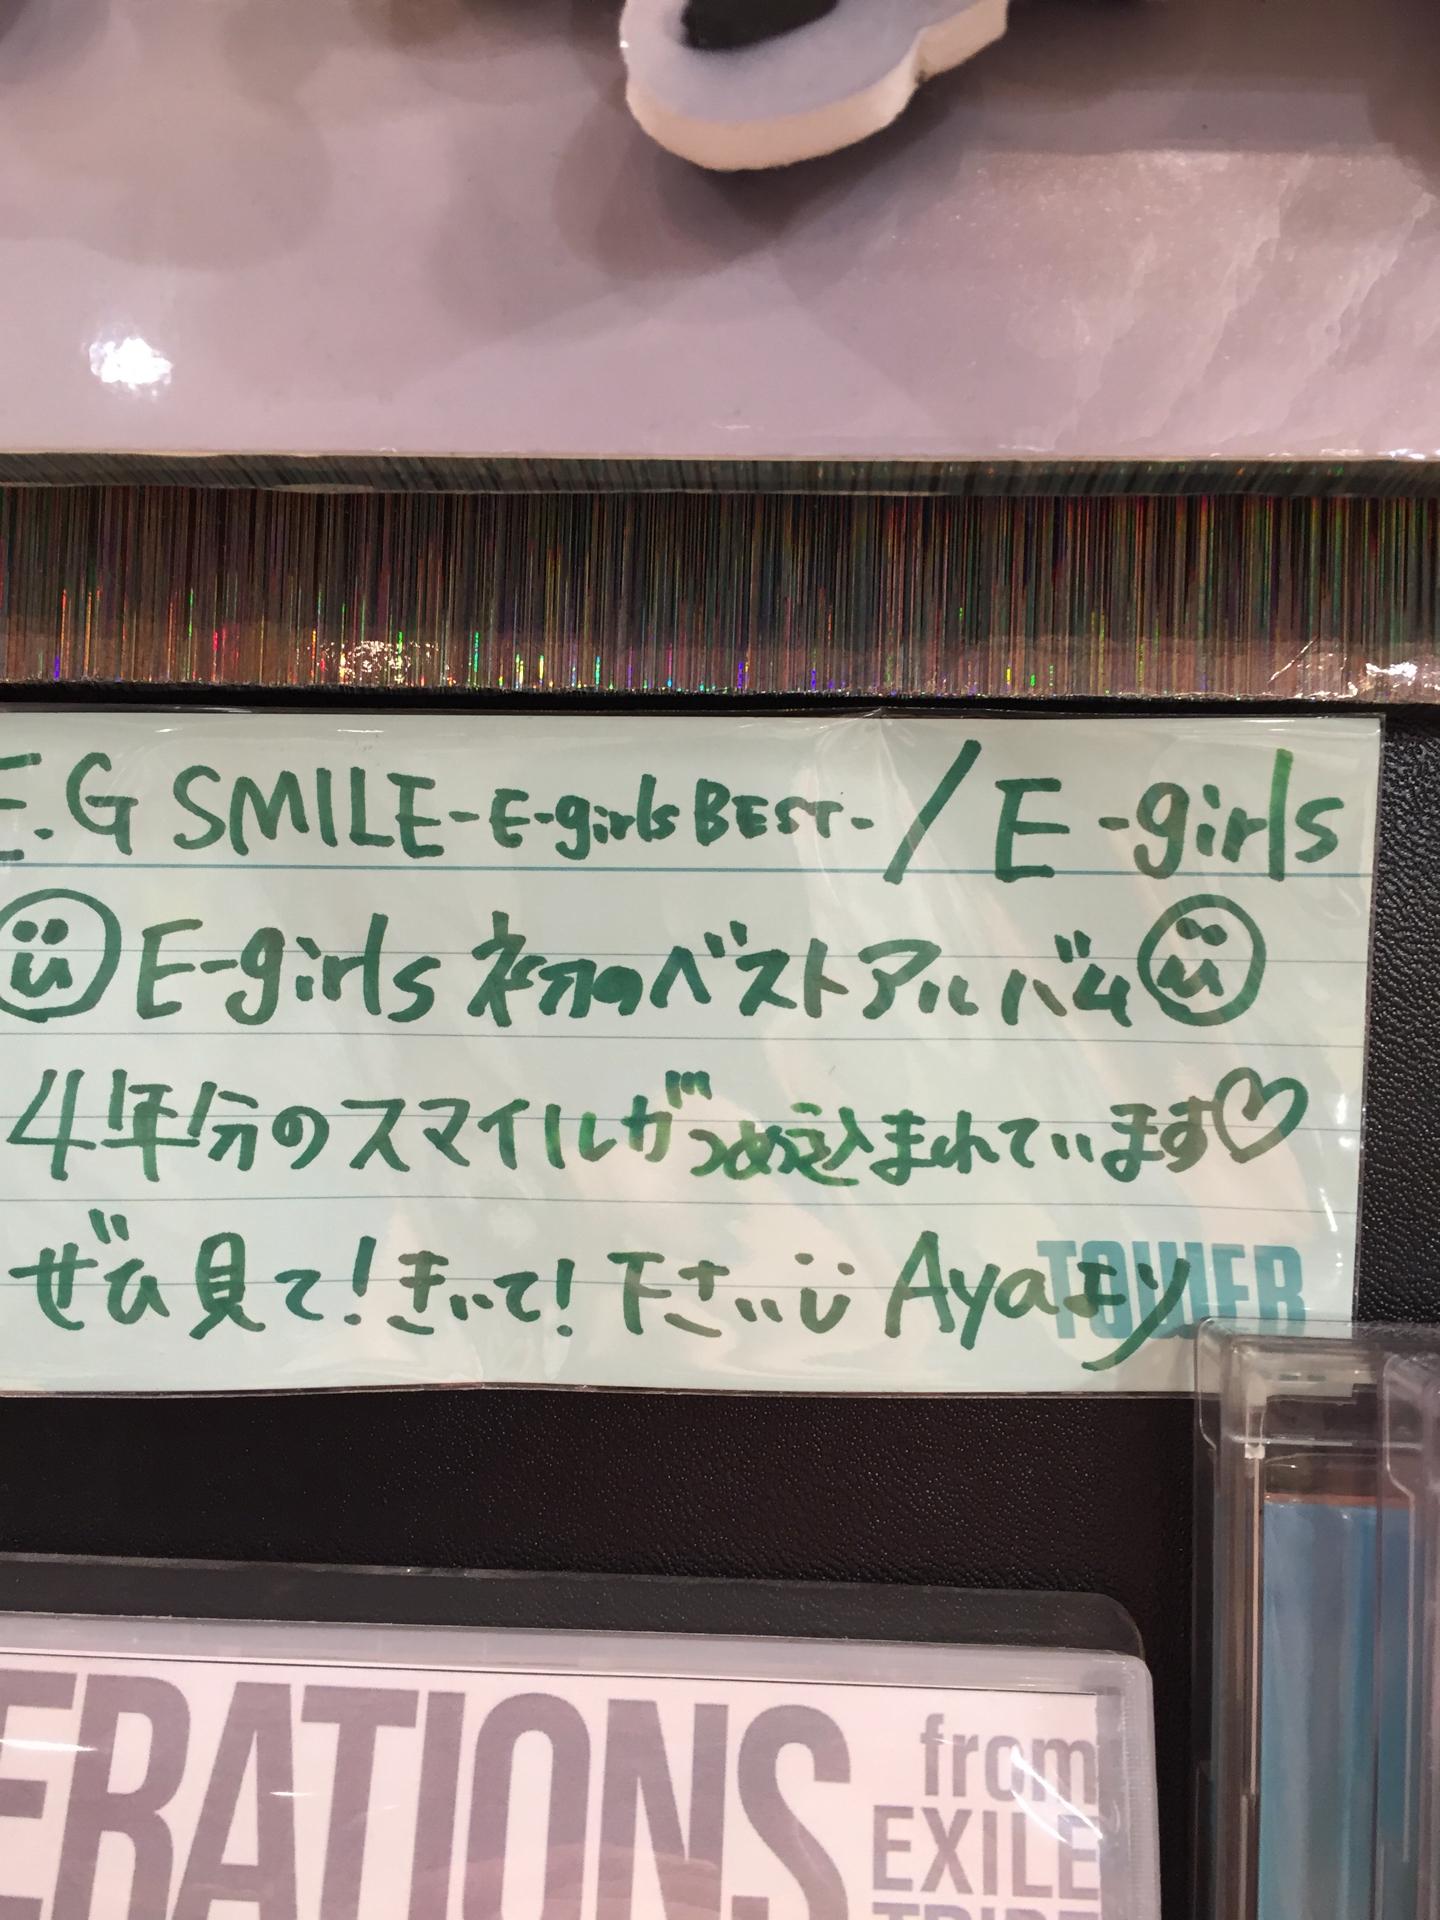 E.G SMILE-E-girls BEST-/E-girls
E-girls 初のベストアルバム
4年分のスマイルがつめ込まれています♡
ぜひ見て!きいて!下さい Ayaより
TOWER
ERATIONS
from
EXILE
TRIBE